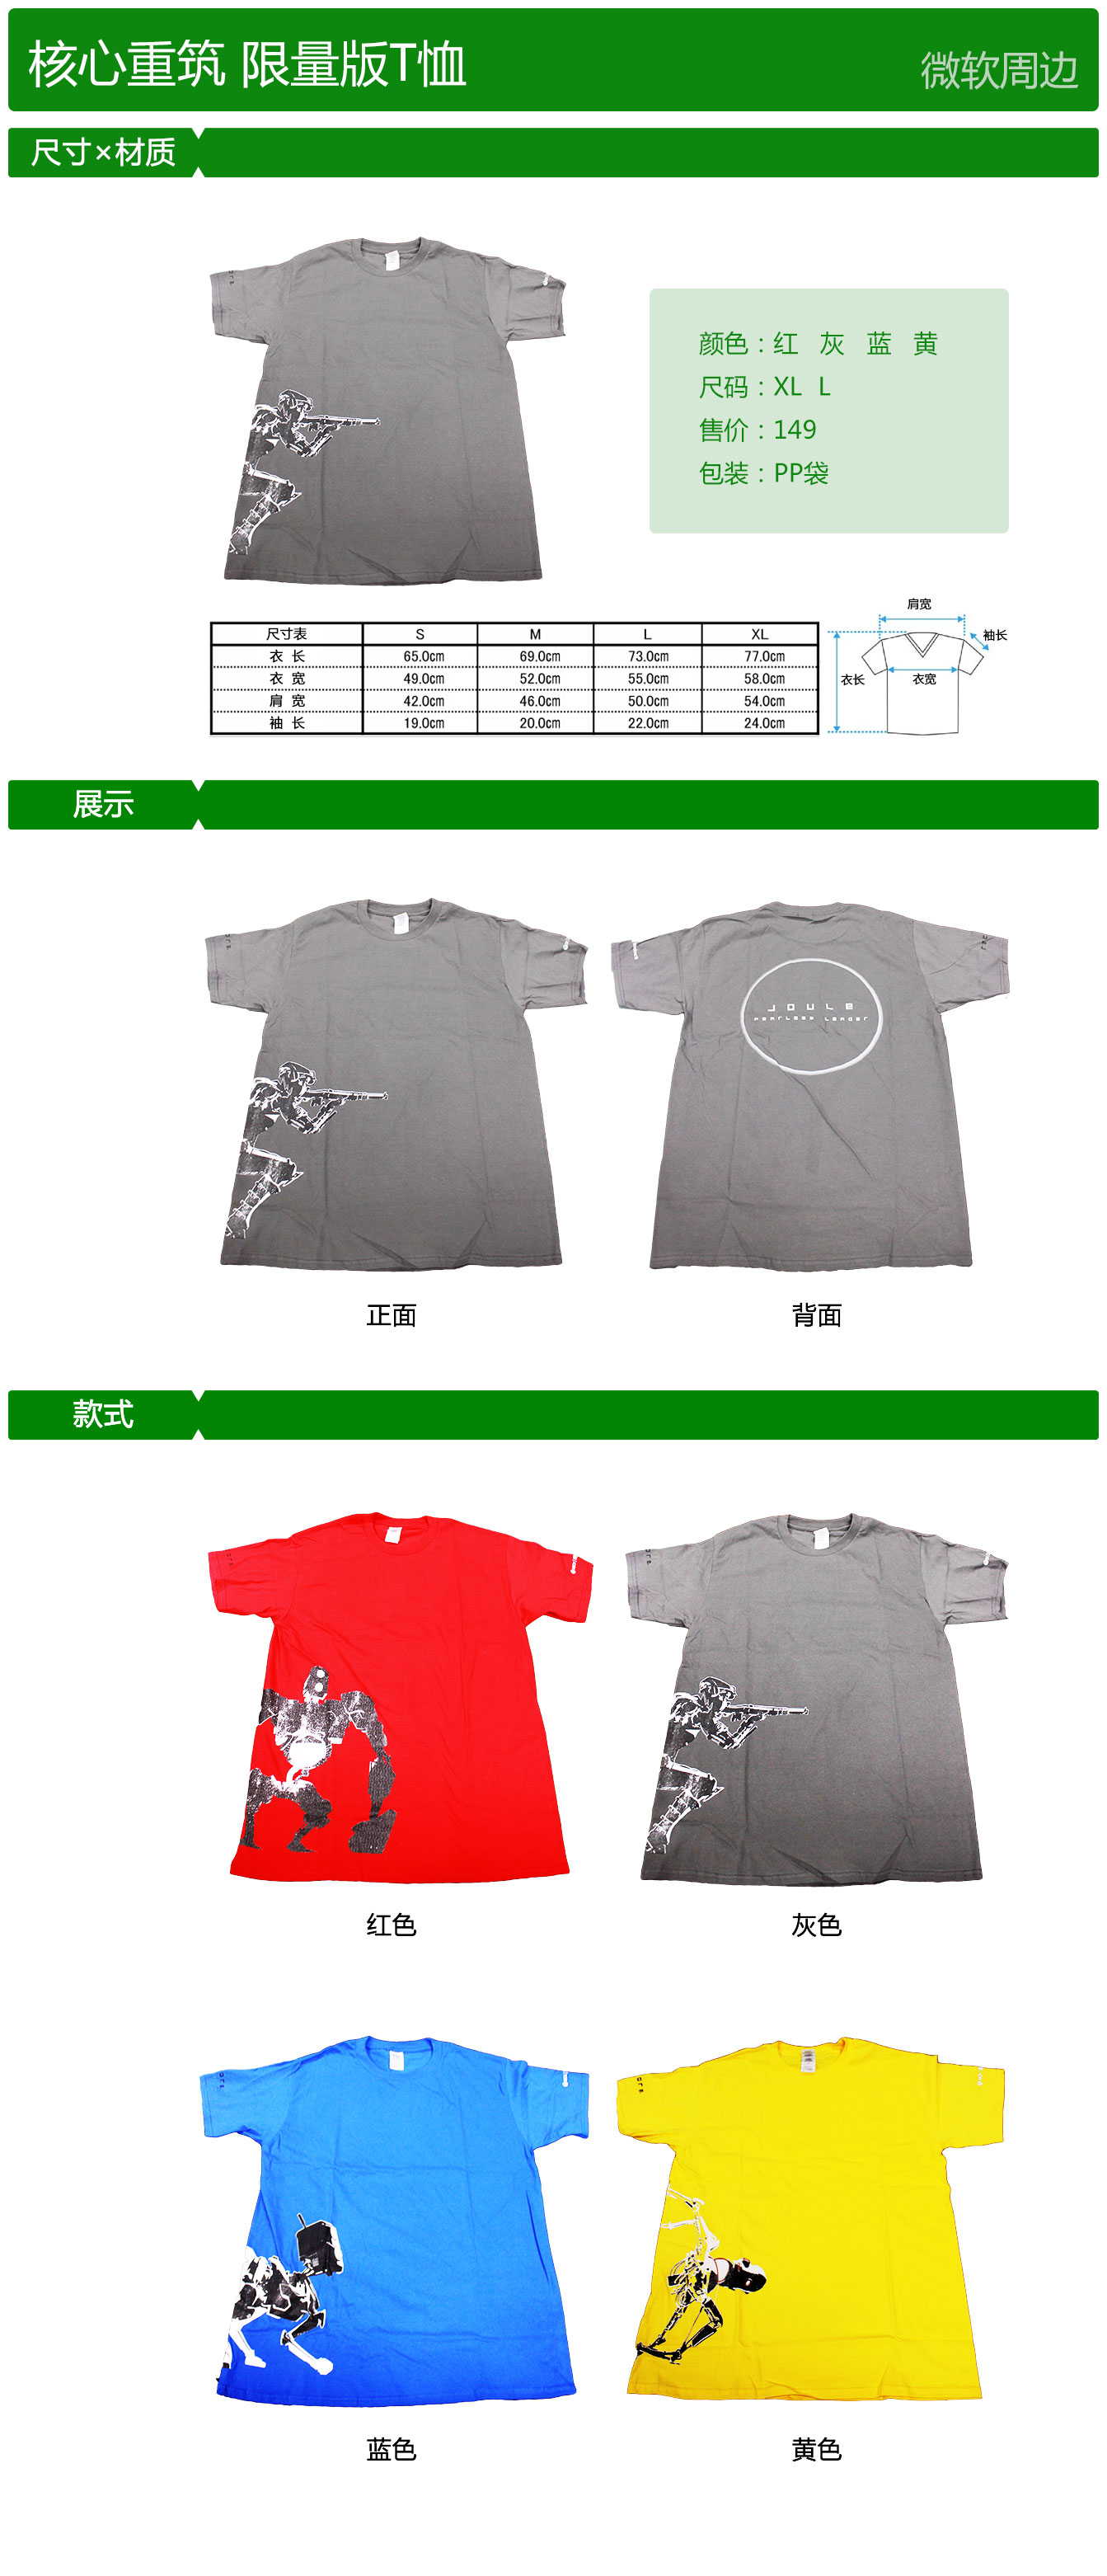 核心重筑 限量版T恤
微软周边
尺寸×材质
颜色：红 灰 蓝 黄
尺码：XL L
售价：149
包装：PP袋
尺寸表 S M L XL
衣 长 65.0cm 69.0cm 73.0cm 77.0cm
衣 宽 49.0cm 52.0cm 55.0cm 58.0cm
肩 宽 42.0cm 46.0cm 50.0cm 54.0cm
袖 长 19.0cm 20.0cm 22.0cm 24.0cm
肩宽
袖长
衣长
衣宽
展示
JOULE
Fearless Leader
正面
背面
款式
红色
灰色
蓝色
黄色